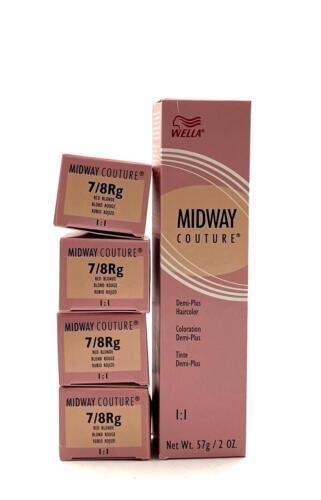 WELLA®
MIDWAY
COUTURE®
Demi-Plus
Haircolor
Coloration
Demi-Plus
Tinte
Demi-Plus
1:1
Net Wt. 57g / 2 OZ.
MIDWAY COUTURE®
7/8Rg
RED BLONDE
BLOND ROUGE
RUBIO ROJIZO
1:1
MIDWAY COUTURE®
7/8Rg
RED BLONDE
BLOND ROUGE
RUBIO ROJIZO
1:1
MIDWAY COUTURE®
7/8Rg
RED BLONDE
BLOND ROUGE
RUBIO ROJIZO
1:1
MIDWAY COUTURE®
7/8Rg
RED BLONDE
BLOND ROUGE
RUBIO ROJIZO
1:1